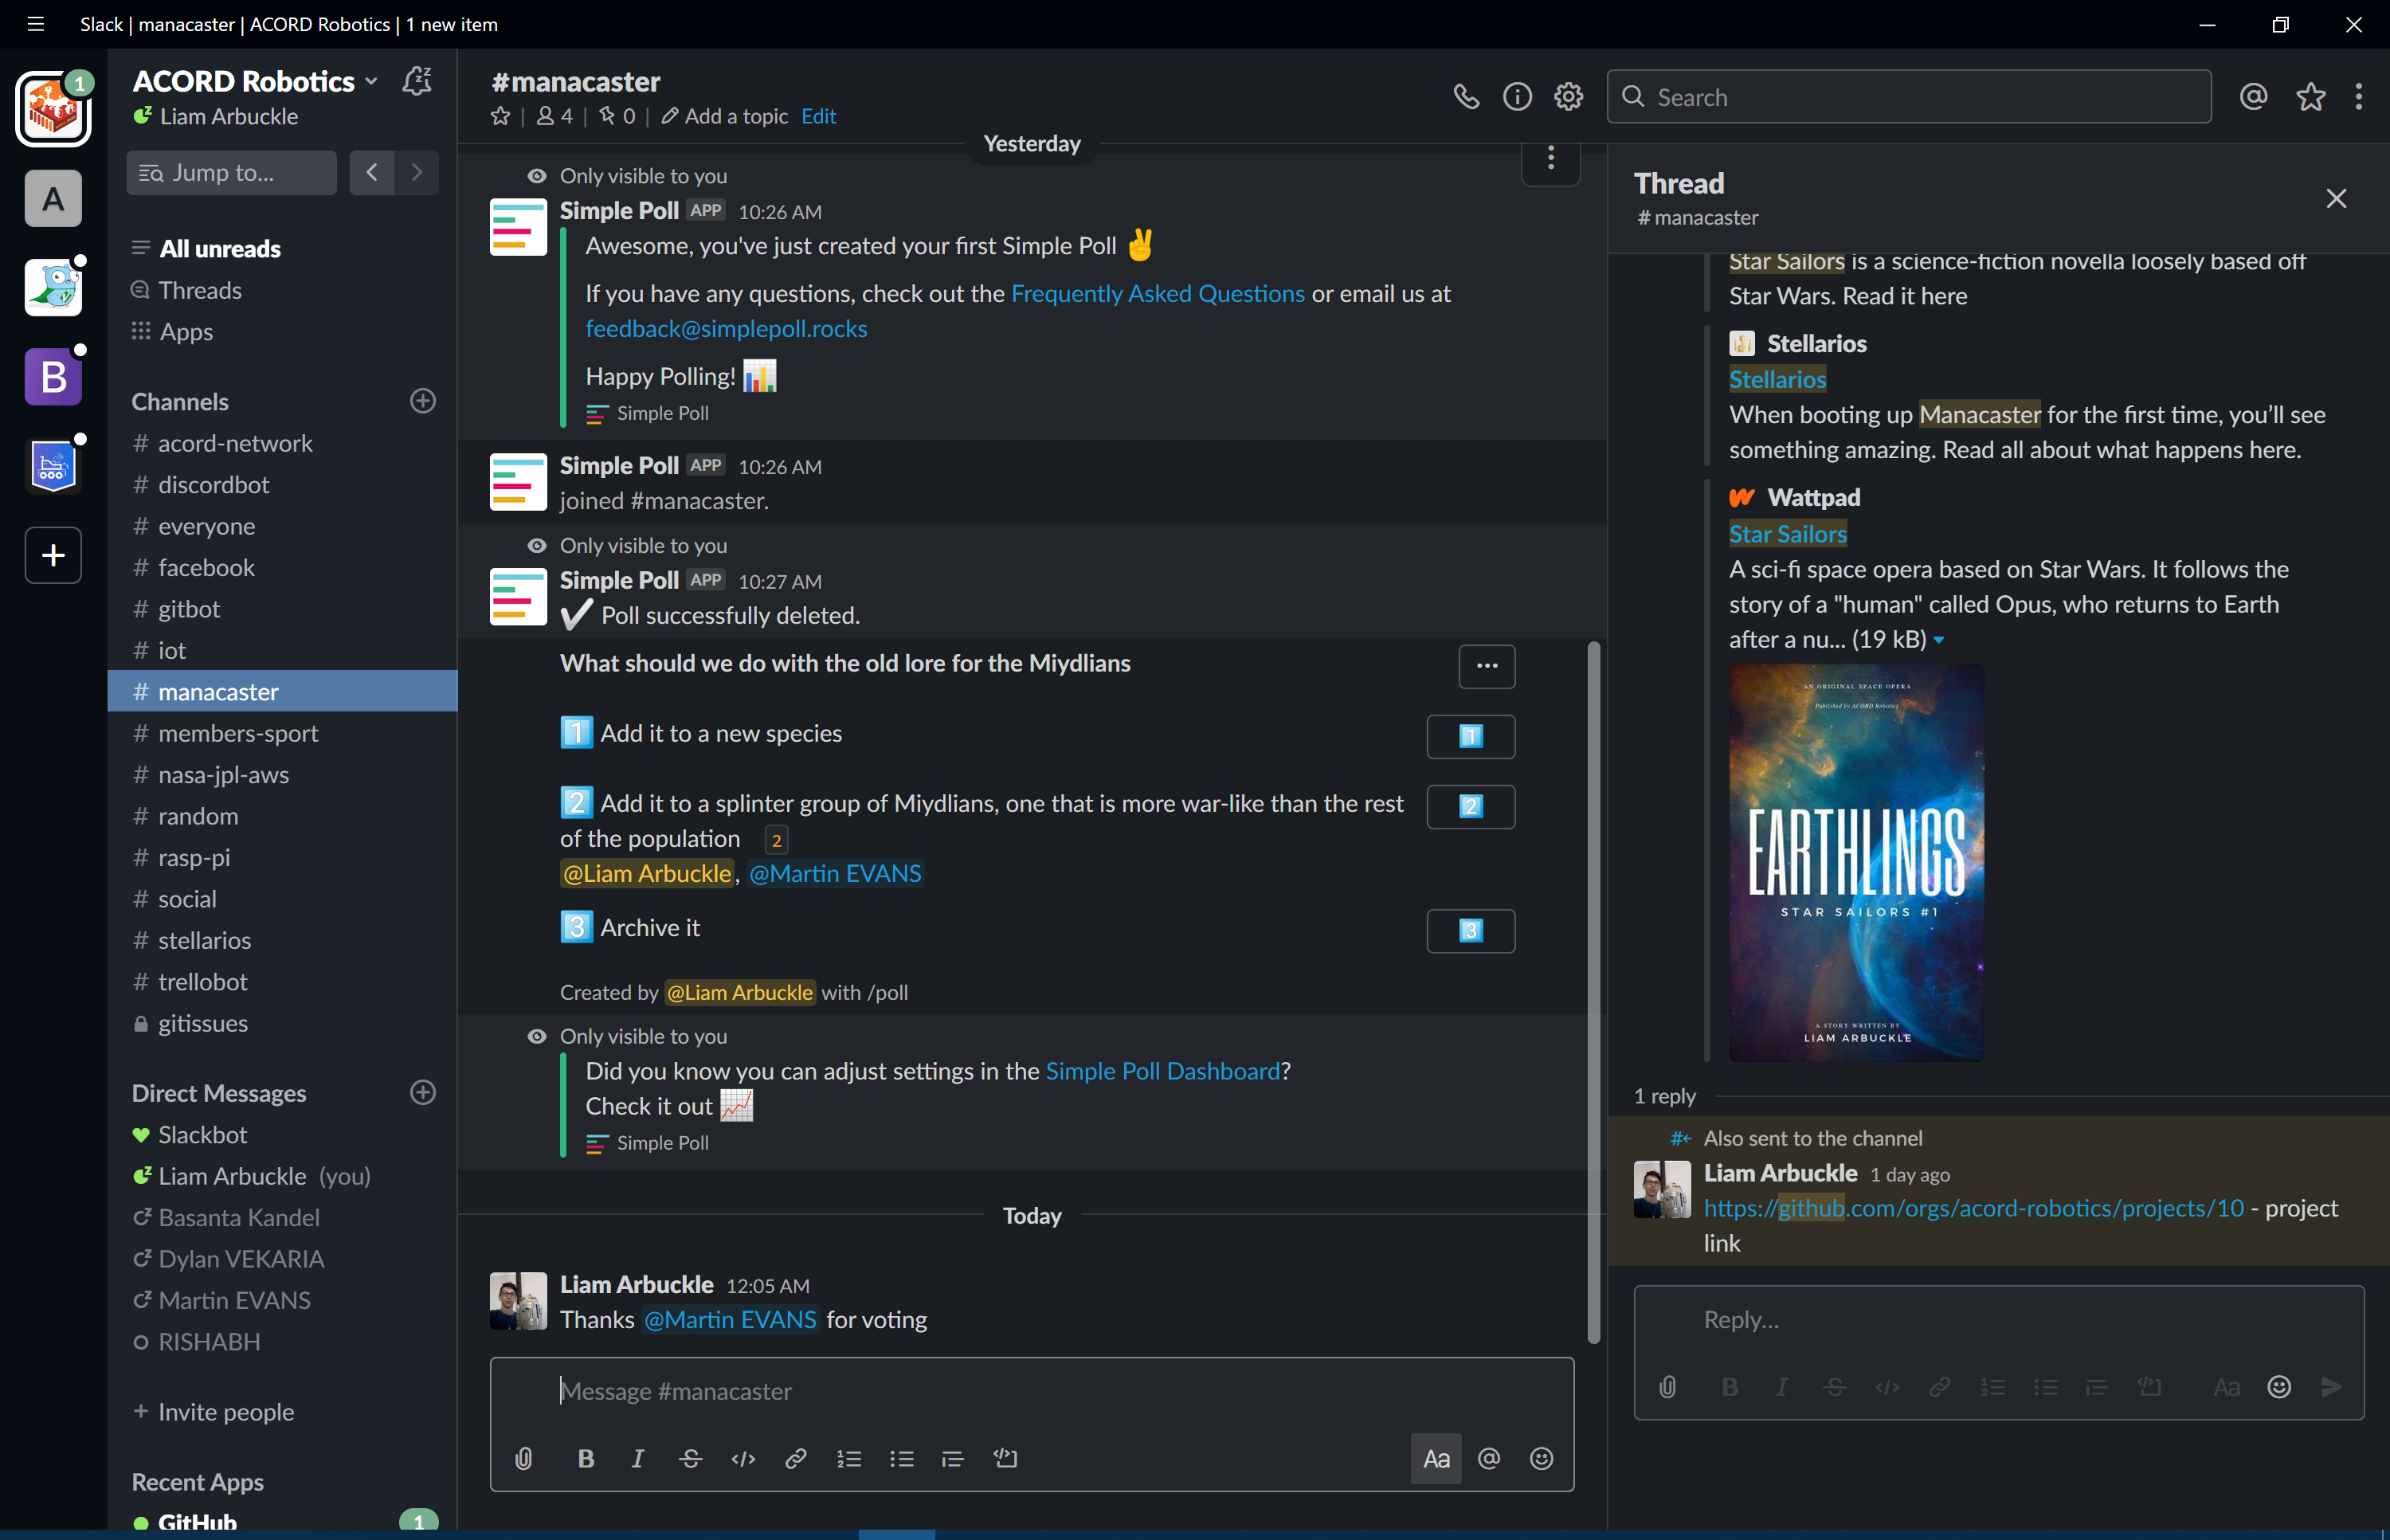 Slack | manacaster | ACORD Robotics | 1 new item
1
A
B
ACORD Robotics
Liam Arbuckle
Jump to...
All unreads
Threads
Apps
Channels
# acord-network
# discordbot
# everyone
# facebook
# gitbot
# iot
# manacaster
# members-sport
# nasa-jpl-aws
# random
# rasp-pi
# social
# stellarios
# trellobot
gitissues
Direct Messages
Slackbot
Liam Arbuckle (you)
Basanta Kandel
Dylan VEKARIA
Martin EVANS
RISHABH
+ Invite people
Recent Apps
GitHub 1
#manacaster
4 | 0 | Add a topic Edit
Search
Yesterday
Only visible to you
Simple Poll APP 10:26 AM
Awesome, you've just created your first Simple Poll ✌
If you have any questions, check out the Frequently Asked Questions or email us at
feedback@simplepoll.rocks
Happy Polling! 📊
Simple Poll
Simple Poll APP 10:26 AM
joined #manacaster.
Only visible to you
Simple Poll APP 10:27 AM
✔ Poll successfully deleted.
What should we do with the old lore for the Miydlians
1 Add it to a new species
1
2 Add it to a splinter group of Miydlians, one that is more war-like than the rest
of the population 2
2
@Liam Arbuckle, @Martin EVANS
3 Archive it
3
Created by @Liam Arbuckle with /poll
Only visible to you
Did you know you can adjust settings in the Simple Poll Dashboard?
Check it out 📈
Simple Poll
Today
Liam Arbuckle 12:05 AM
Thanks @Martin EVANS for voting
Message #manacaster
B I S Aa @
Thread
# manacaster
Star Sailors is a science-fiction novella loosely based off
Star Wars. Read it here
Stellarios
Stellarios
When booting up Manacaster for the first time, you'll see
something amazing. Read all about what happens here.
Wattpad
Star Sailors
A sci-fi space opera based on Star Wars. It follows the
story of a "human" called Opus, who returns to Earth
after a nu... (19 kB)
AN ORIGINAL SPACE OPERA
Published by ACORD Robotics
EARTHLINGS
STAR SAILORS #1
A STORY WRITTEN BY
LIAM ARBUCKLE
1 reply
Also sent to the channel
Liam Arbuckle 1 day ago
https://github.com/orgs/acord-robotics/projects/10 - project
link
Reply...
B I S Aa